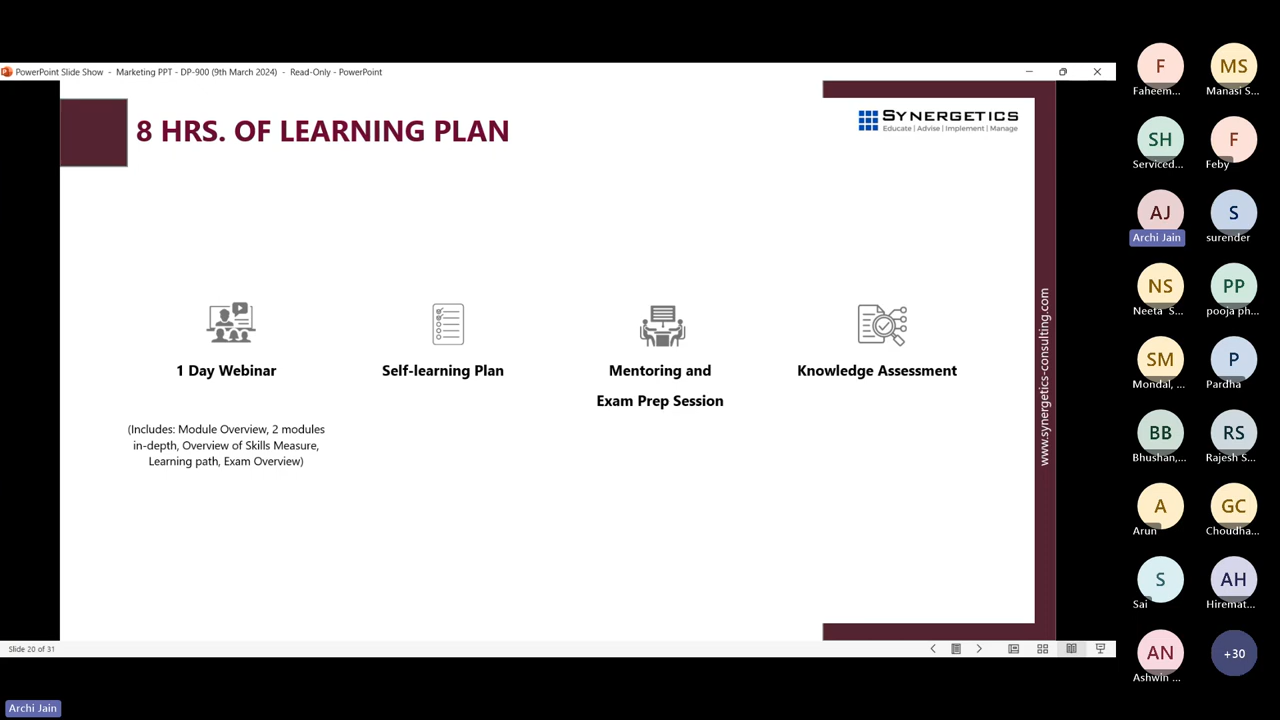 PowerPoint Slide Show - Marketing PPT - DP-900 (9th March 2024) - Read-Only - PowerPoint
8 HRS. OF LEARNING PLAN
SYNERGETICS
Educate | Advise | Implement | Manage
1 Day Webinar
(Includes: Module Overview, 2 modules
in-depth, Overview of Skills Measure,
Learning path, Exam Overview)
Self-learning Plan
Mentoring and
Exam Prep Session
Knowledge Assessment
www.synergetics-consulting.com
Slide 20 of 31
Archi Jain
F
Faheem...
MS
Manasi S...
SH
Serviced...
F
Feby
AJ
Archi Jain
S
surender
NS
Neeta S...
PP
pooja ph...
SM
Mondal, ...
P
Pardha
BB
Bhushan,...
RS
Rajesh S...
A
Arun
GC
Choudha...
S
Sai
AH
Hiremat...
AN
Ashwin ...
+30